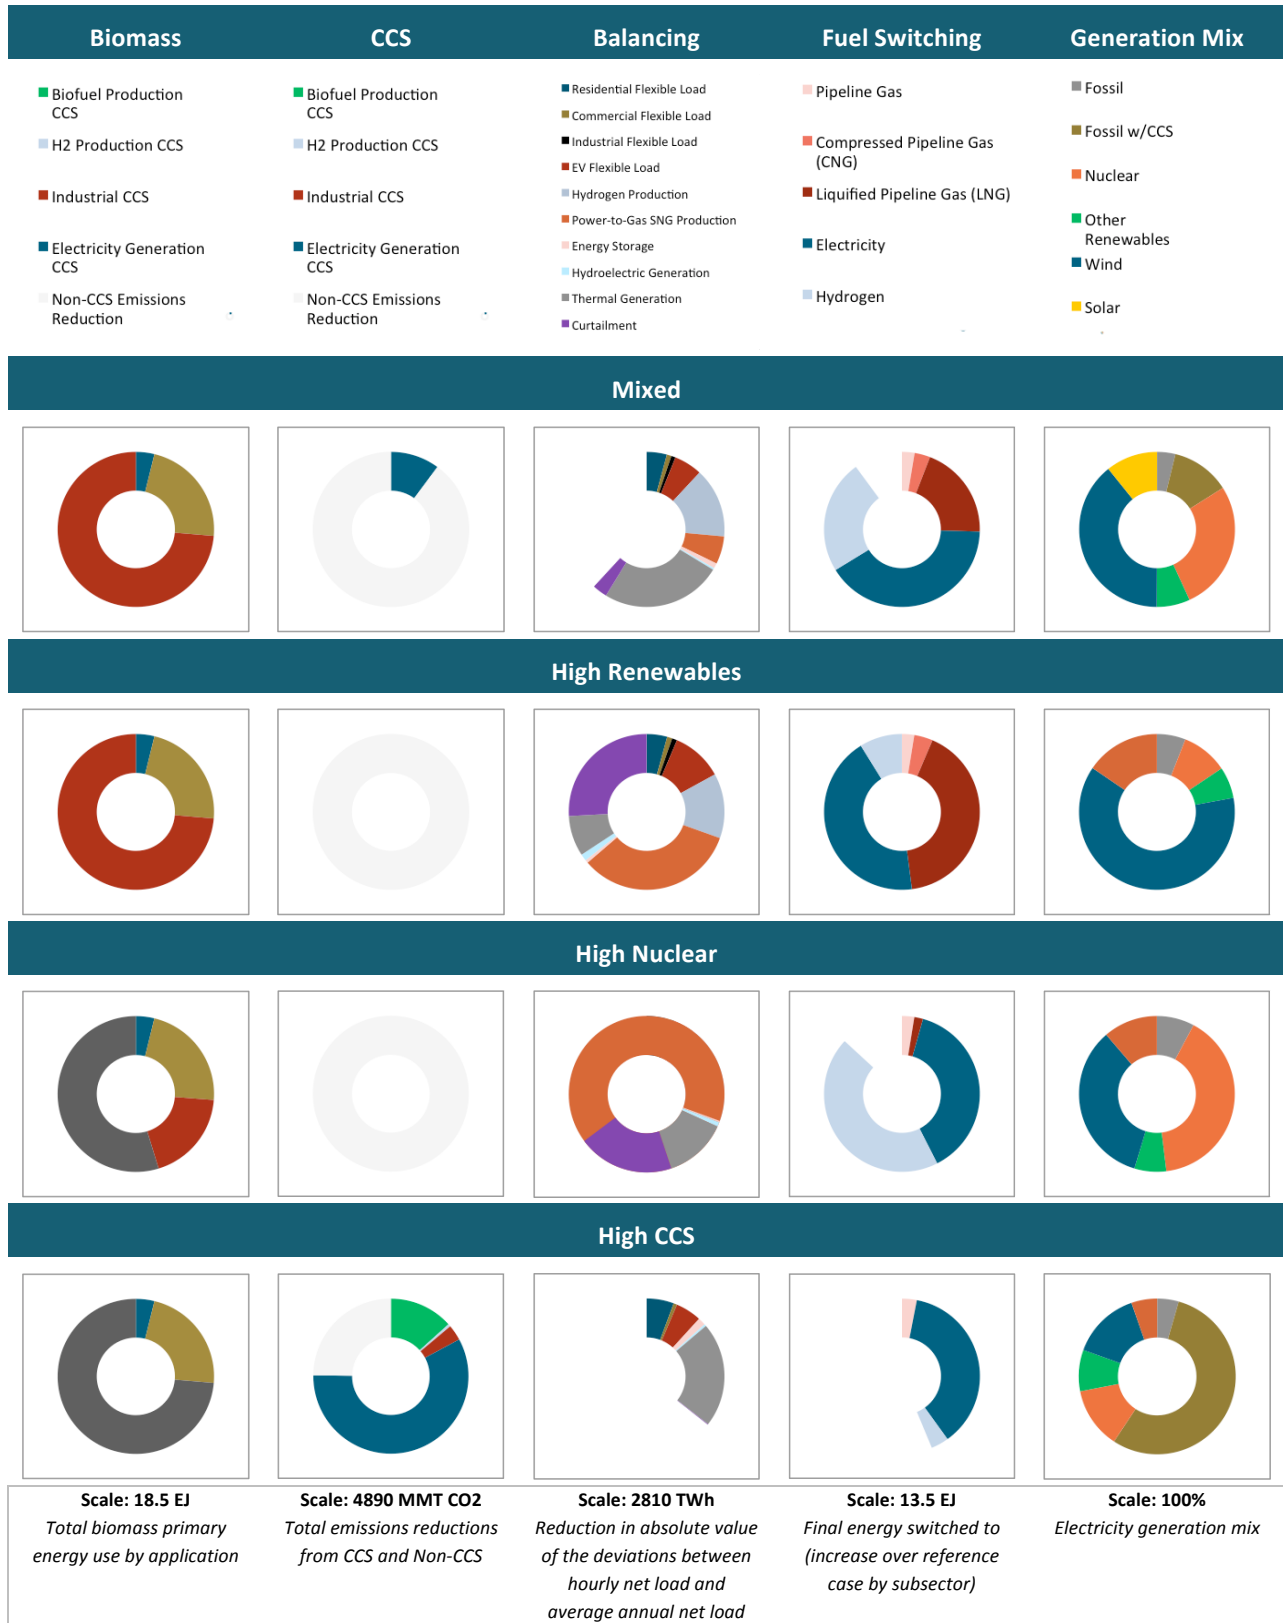 Biomass
CCS
Balancing
Fuel Switching
Generation Mix
Biofuel Production
CCS
H2 Production CCS
Industrial CCS
Electricity Generation
CCS
Non-CCS Emissions
Reduction
Biofuel Production
CCS
H2 Production CCS
Industrial CCS
Electricity Generation
CCS
Non-CCS Emissions
Reduction
Residential Flexible Load
Commercial Flexible Load
Industrial Flexible Load
EV Flexible Load
Hydrogen Production
Power-to-Gas SNG Production
Energy Storage
Hydroelectric Generation
Thermal Generation
Curtailment
Pipeline Gas
Compressed Pipeline Gas
(CNG)
Liquified Pipeline Gas (LNG)
Electricity
Hydrogen
Fossil
Fossil w/CCS
Nuclear
Other
Renewables
Wind
Solar
Mixed
High Renewables
High Nuclear
High CCS
Scale: 18.5 EJ
Total biomass primary
energy use by application
Scale: 4890 MMT CO2
Total emissions reductions
from CCS and Non-CCS
Scale: 2810 TWh
Reduction in absolute value
of the deviations between
hourly net load and
average annual net load
Scale: 13.5 EJ
Final energy switched to
(increase over reference
case by subsector)
Scale: 100%
Electricity generation mix